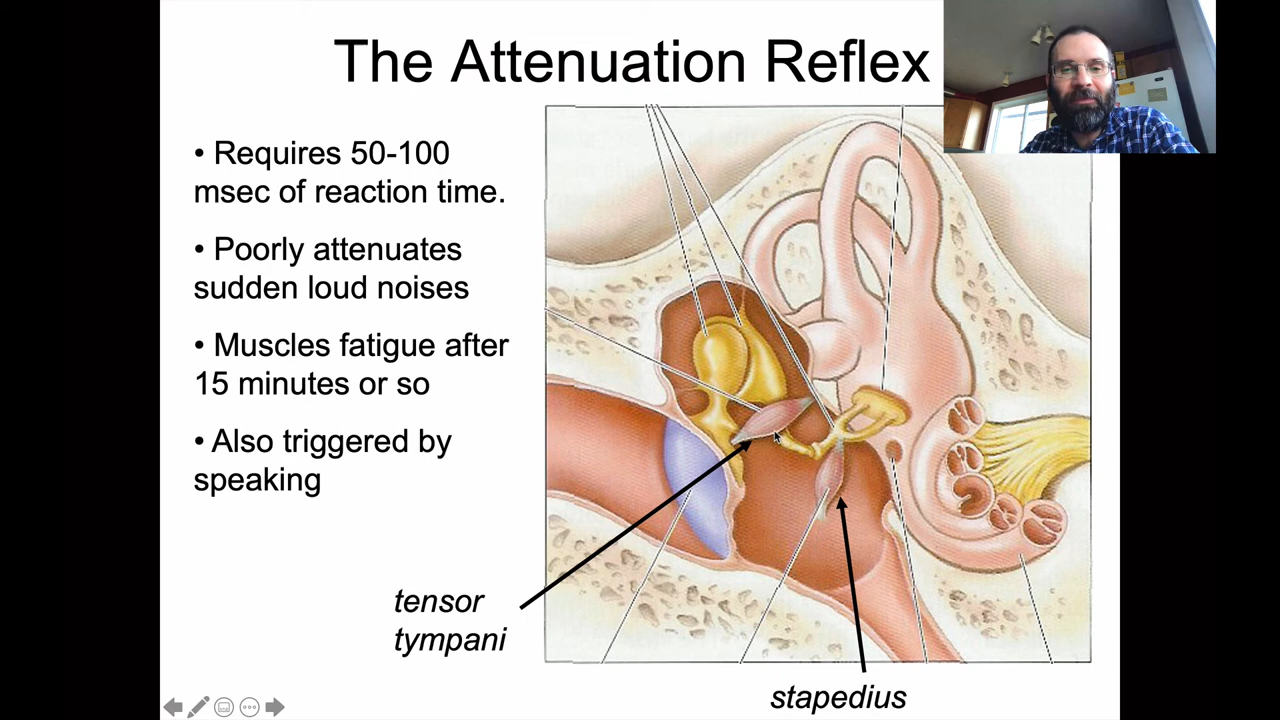 The Attenuation Reflex
• Requires 50-100
msec of reaction time.
• Poorly attenuates
sudden loud noises
• Muscles fatigue after
15 minutes or so
• Also triggered by
speaking
tensor
tympani
stapedius